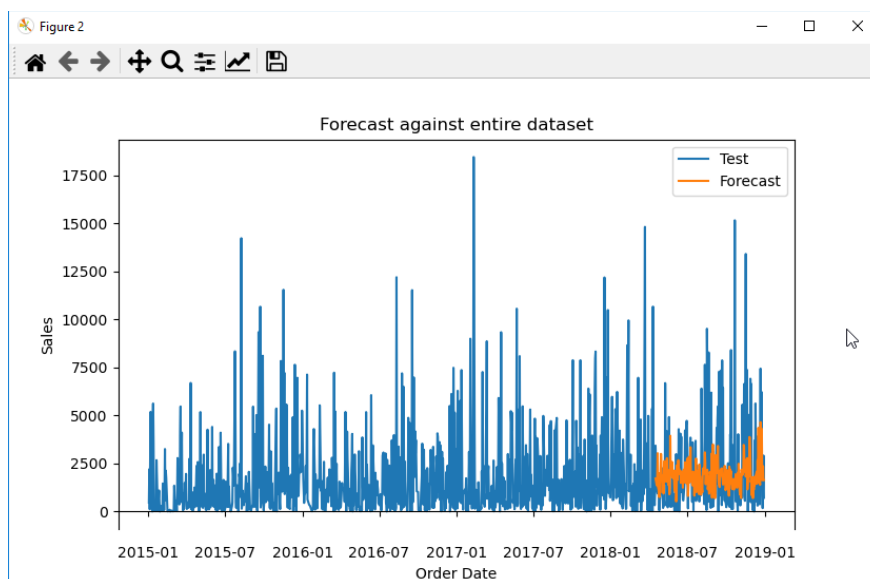 Figure 2
Forecast against entire dataset
Test
Forecast
17500
15000
12500
10000
7500
5000
2500
0
Sales
2015-01 2015-07 2016-01 2016-07 2017-01 2017-07 2018-01 2018-07 2019-01
Order Date